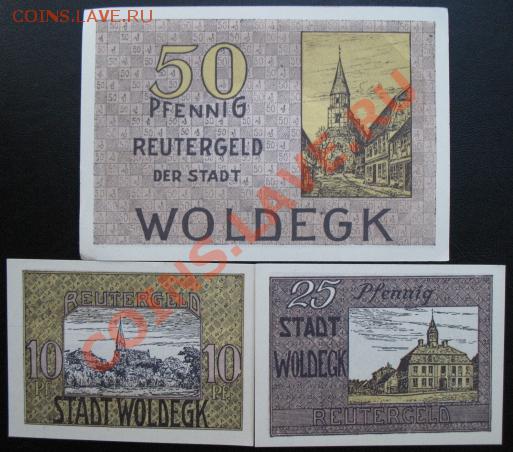 COINS.LAVE.RU
50
PFENNIG
REUTERGELD
DER STADT
WOLDEGK
COINS.LAVE.RU
REUTERGELD
10 10
PF. PF.
STADT WOLDEGK
25 Pfennig
STADT
WOLDEGK
REUTERGELD